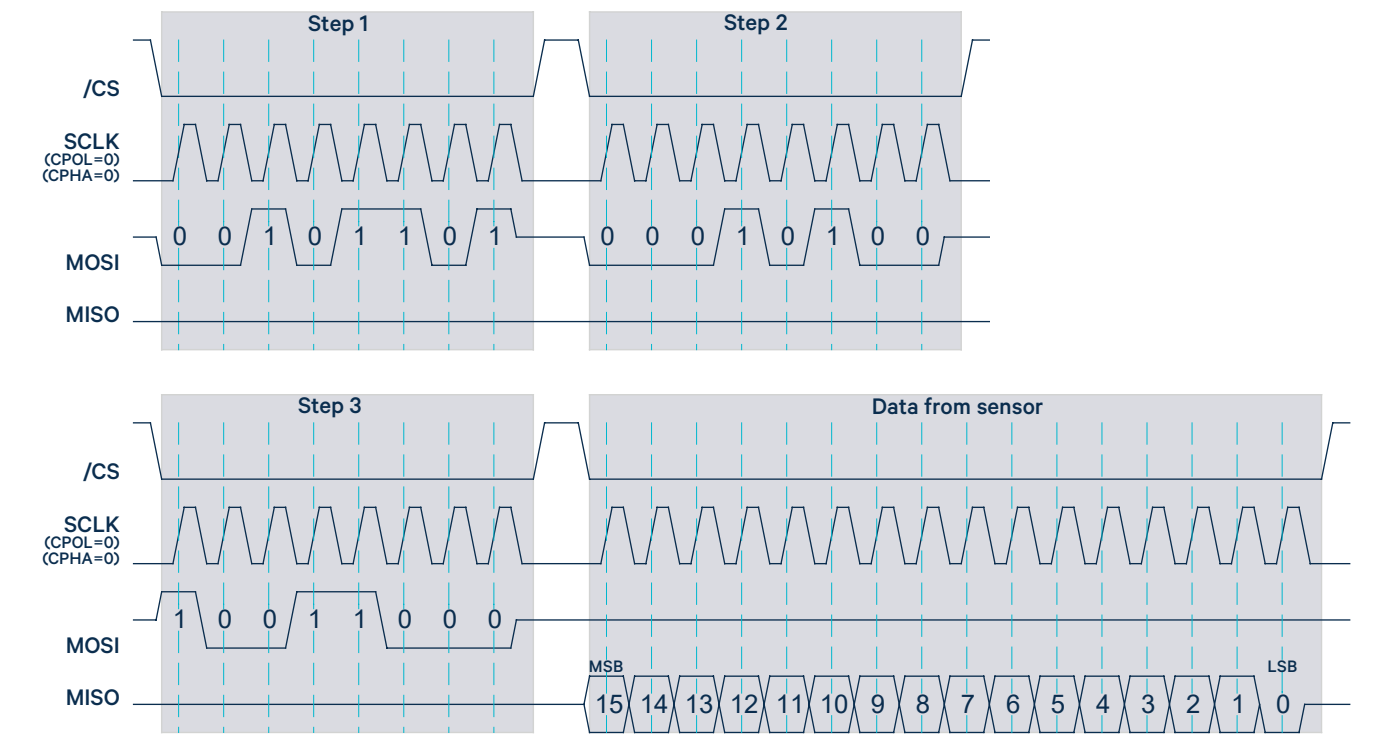 Step 1 Step 2
/CS
SCLK
(CPOL=0)
(CPHA=0)
0 0 1 0 1 1 0 1 0 0 0 1 0 1 0 0
MOSI
MISO
Step 3 Data from sensor
/CS
SCLK
(CPOL=0)
(CPHA=0)
1 0 0 1 1 0 0 0
MOSI
MSB LSB
MISO 15 14 13 12 11 10 9 8 7 6 5 4 3 2 1 0